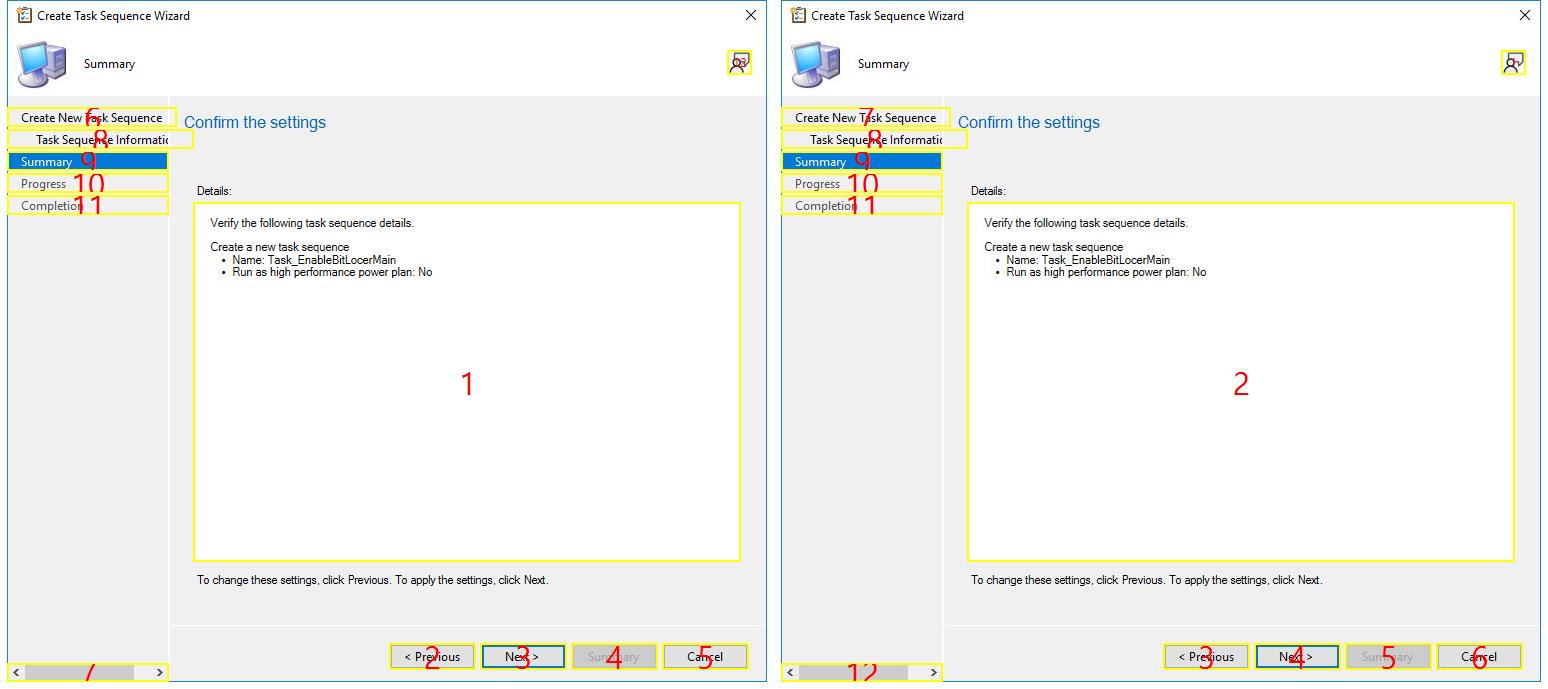 Create Task Sequence Wizard
Summary
Create New Task Sequence
6
Task Sequence Informatio
8
Summary
9
Progress
10
Completion
11
Confirm the settings
Details:
Verify the following task sequence details.
Create a new task sequence
• Name: Task_EnableBitLocerMain
• Run as high performance power plan: No
1
To change these settings, click Previous. To apply the settings, click Next.
< Previous
2
Next >
3
Summary
4
Cancel
5
7
Create Task Sequence Wizard
Summary
Create New Task Sequence
7
Task Sequence Informatio
8
Summary
9
Progress
10
Completion
11
Confirm the settings
Details:
Verify the following task sequence details.
Create a new task sequence
• Name: Task_EnableBitLocerMain
• Run as high performance power plan: No
2
To change these settings, click Previous. To apply the settings, click Next.
< Previous
3
Next >
4
Summary
5
Cancel
6
12